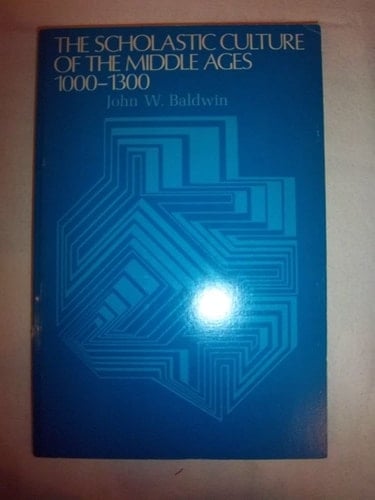 THE SCHOLASTIC CULTURE
OF THE MIDDLE AGES
1000–1300
John W. Baldwin